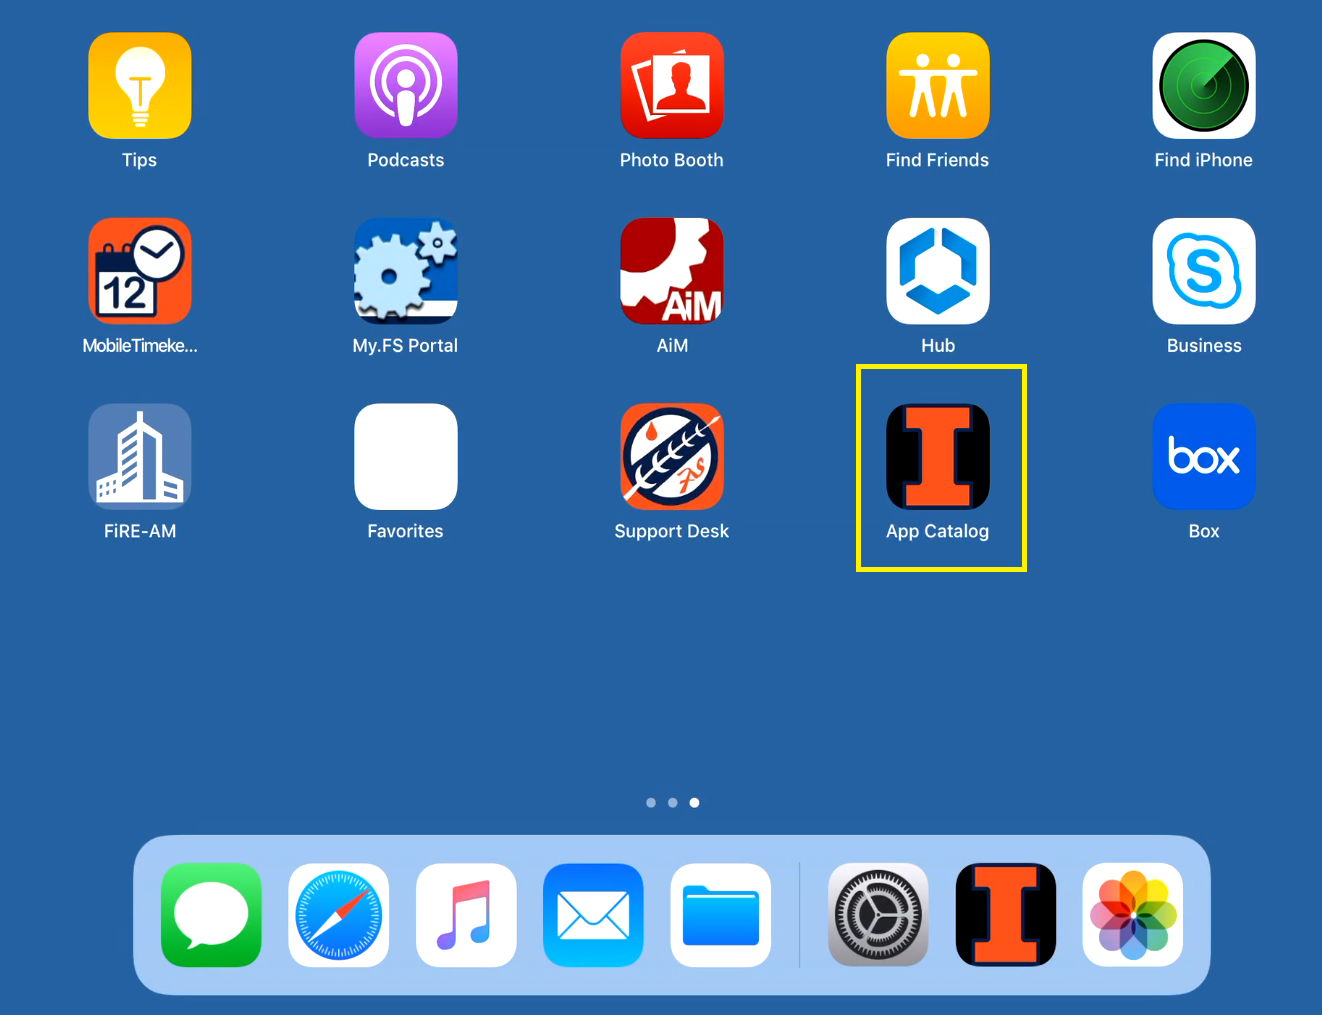 Tips
Podcasts
Photo Booth
Find Friends
Find iPhone
12
AiM
S
MobileTimeke...
My.FS Portal
AiM
Hub
Business
FS
I
box
FiRE-AM
Favorites
Support Desk
App Catalog
Box
I